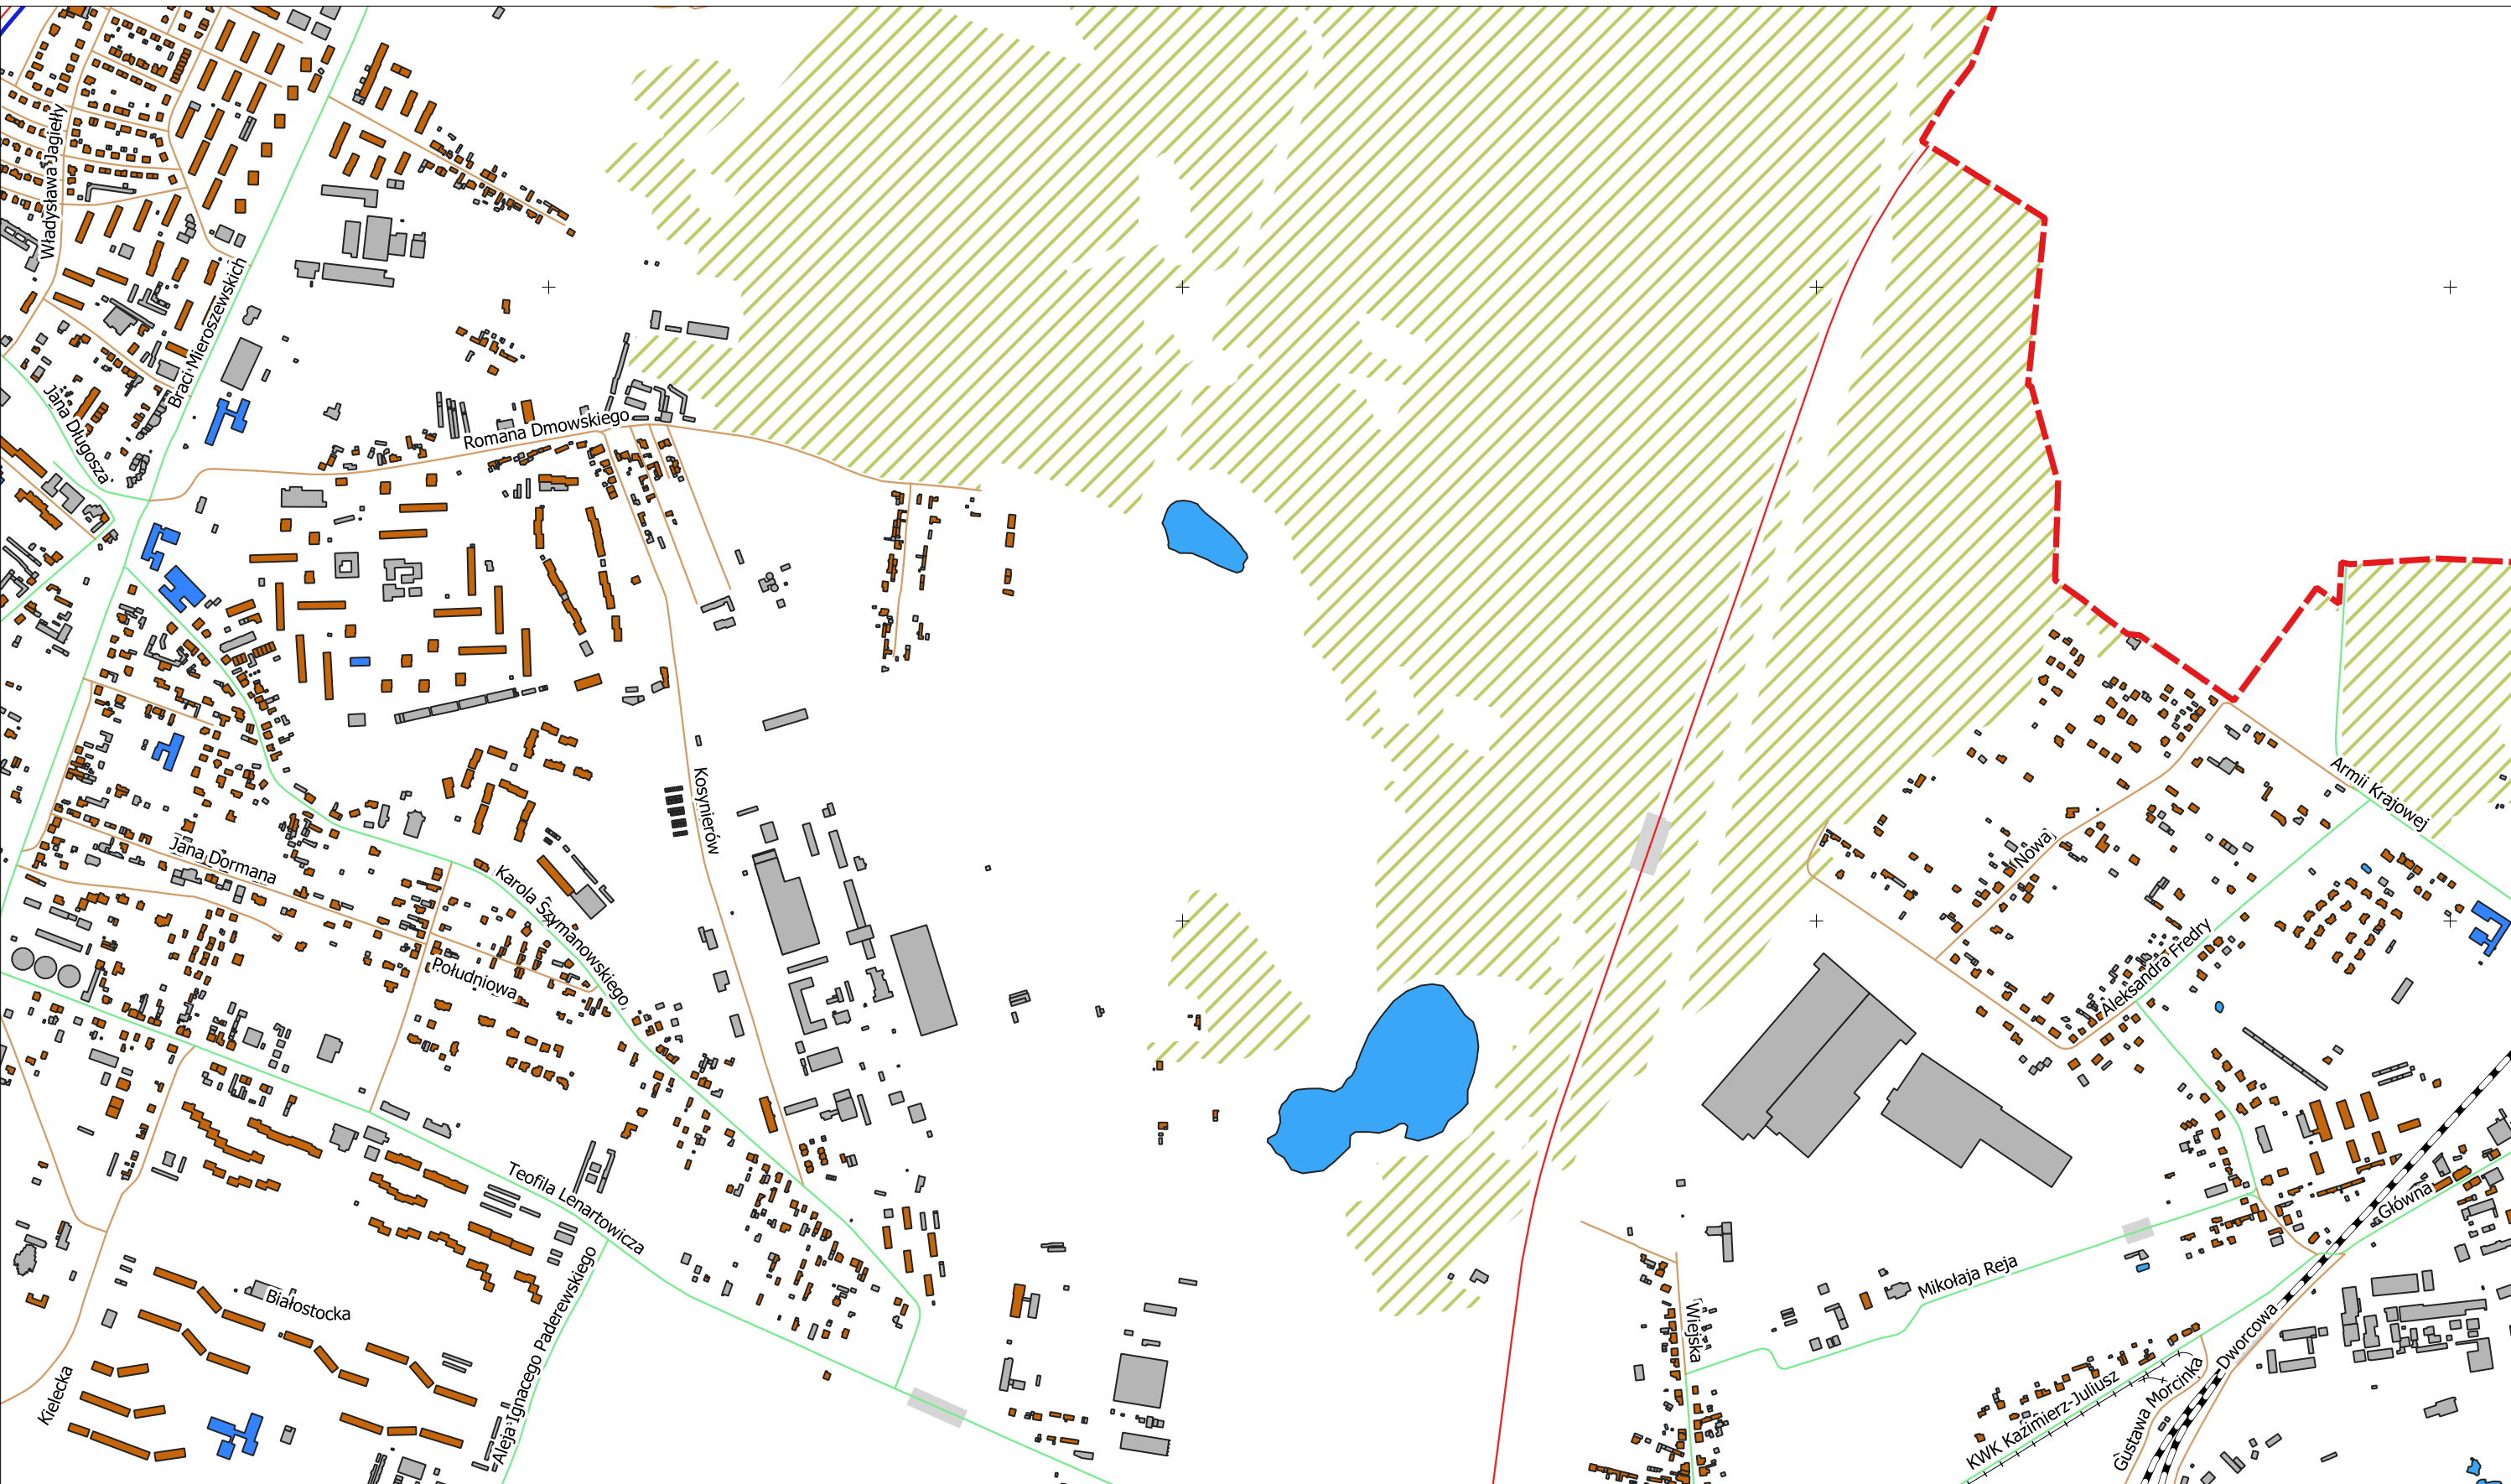 Władysława Jagiełły
Braci Mieroszewskich
Jana Długosza
Romana Dmowskiego
Kosynierów
Jana Dormana
Karola Szymanowskiego
Południowa
Teofila Lenartowicza
Białostocka
Aleja Ignacego Paderewskiego
Kielecka
Armii Krajowej
Nowa
Aleksandra Fredry
Główna
Mikołaja Reja
Wiejska
Dworcowa
KWK Kazimierz-Juliusz
Gustawa Morcinka